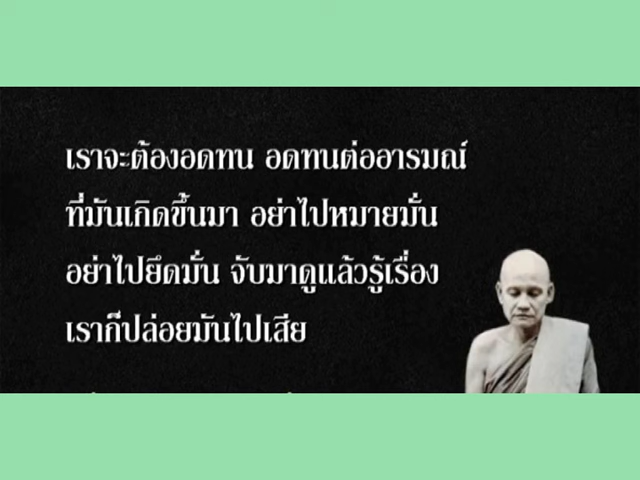 เราจะต้องอดทน อดทนต่ออารมณ์
ที่มันเกิดขึ้นมา อย่าไปหมายมั่น
อย่าไปยึดมั่น จับมาดูแล้วรู้เรื่อง
เราก็ปล่อยมันไปเสีย